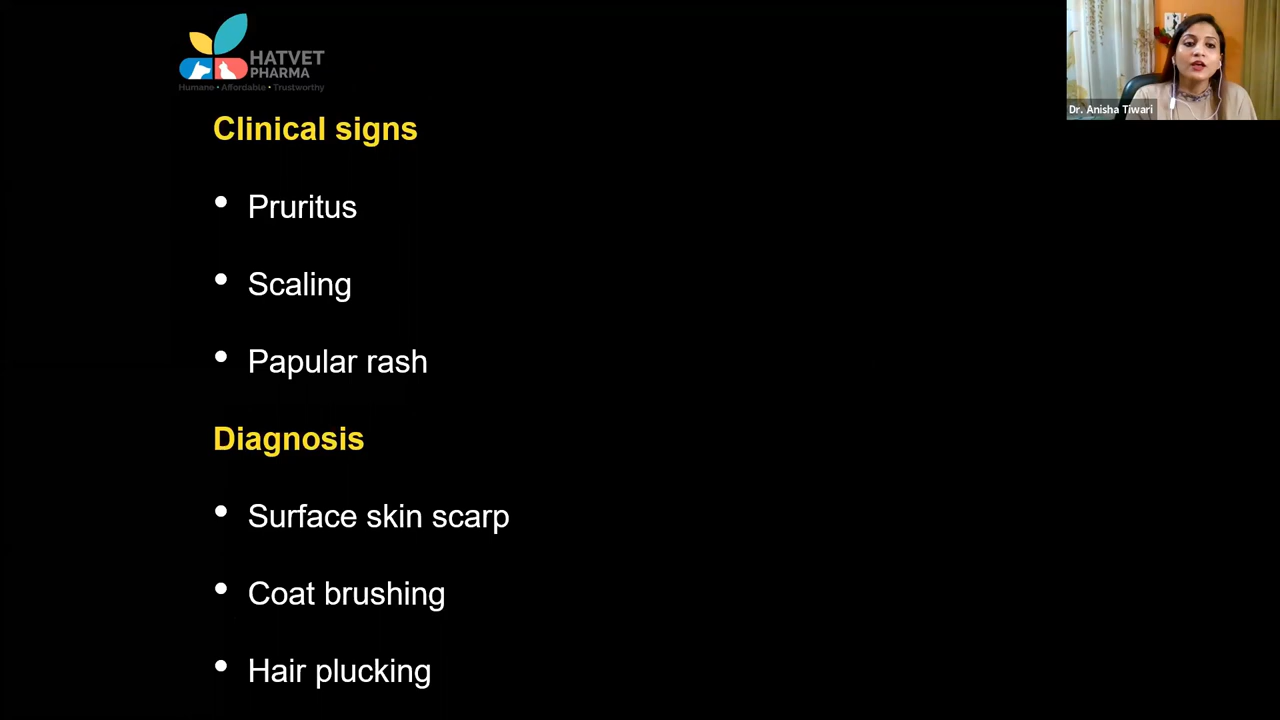 HATVET
PHARMA
Humane • Affordable • Trustworthy
Dr. Anisha Tiwari
Clinical signs
• Pruritus
• Scaling
• Papular rash
Diagnosis
• Surface skin scarp
• Coat brushing
• Hair plucking